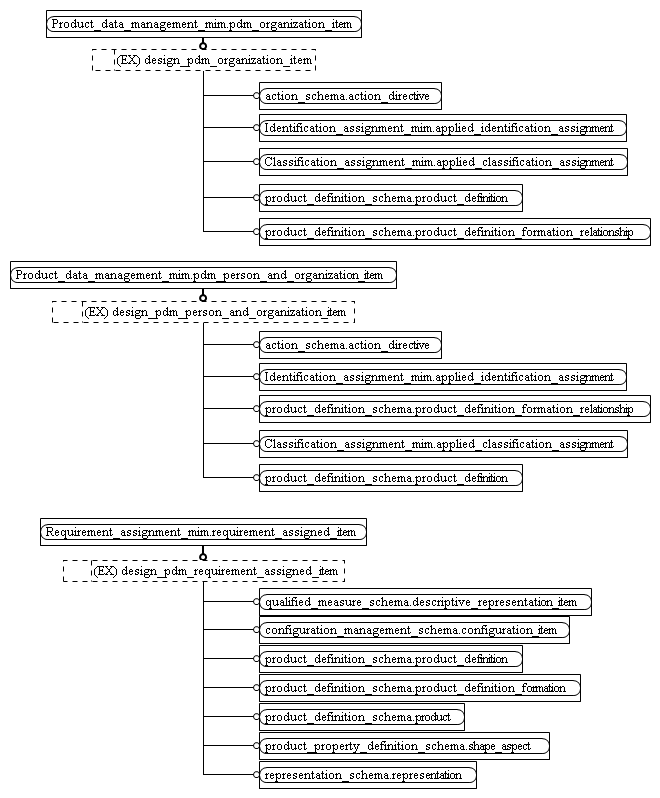 Product_data_management_mim.pdm_organization_item
(EX) design_pdm_organization_item
action_schema.action_directive
Identification_assignment_mim.applied_identification_assignment
Classification_assignment_mim.applied_classification_assignment
product_definition_schema.product_definition
product_definition_schema.product_definition_formation_relationship
Product_data_management_mim.pdm_person_and_organization_item
(EX) design_pdm_person_and_organization_item
action_schema.action_directive
Identification_assignment_mim.applied_identification_assignment
product_definition_schema.product_definition_formation_relationship
Classification_assignment_mim.applied_classification_assignment
product_definition_schema.product_definition
Requirement_assignment_mim.requirement_assigned_item
(EX) design_pdm_requirement_assigned_item
qualified_measure_schema.descriptive_representation_item
configuration_management_schema.configuration_item
product_definition_schema.product_definition
product_definition_schema.product_definition_formation
product_definition_schema.product
product_property_definition_schema.shape_aspect
representation_schema.representation